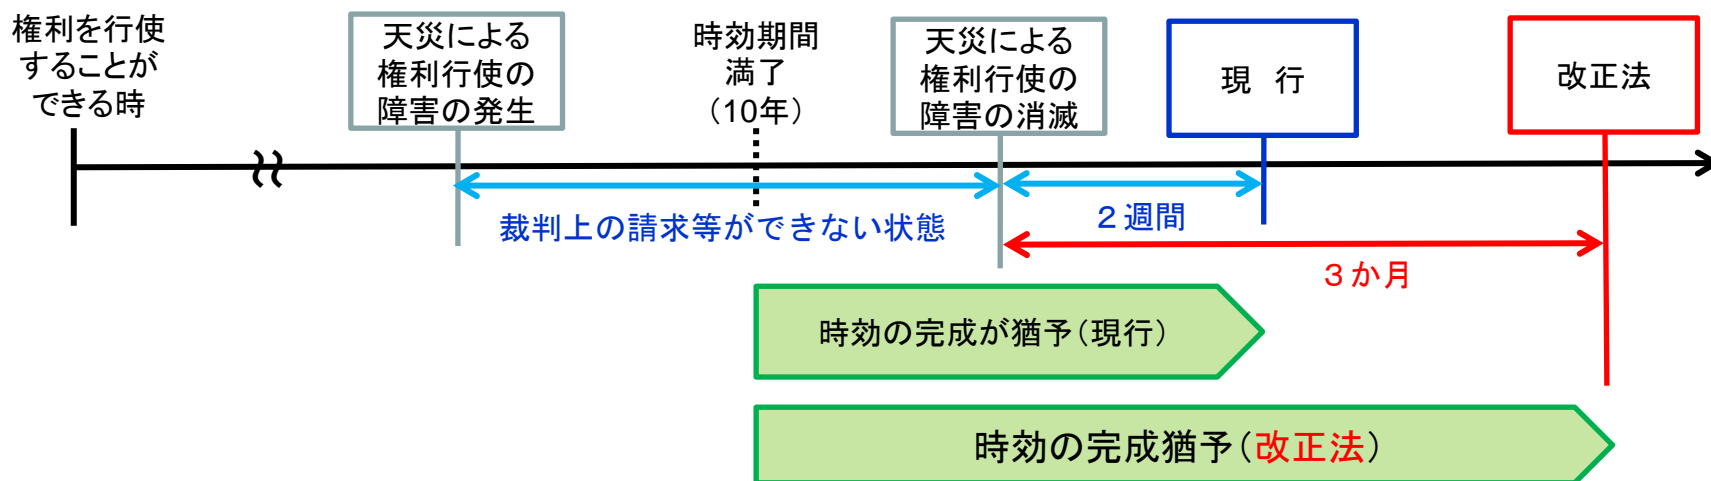 権利を行使
することが
できる時
天災による
権利行使の
障害の発生
時効期間
満了
（10年）
天災による
権利行使の
障害の消滅
現　行
改正法
裁判上の請求等ができない状態
２週間
３か月
時効の完成が猶予（現行）
時効の完成猶予（改正法）